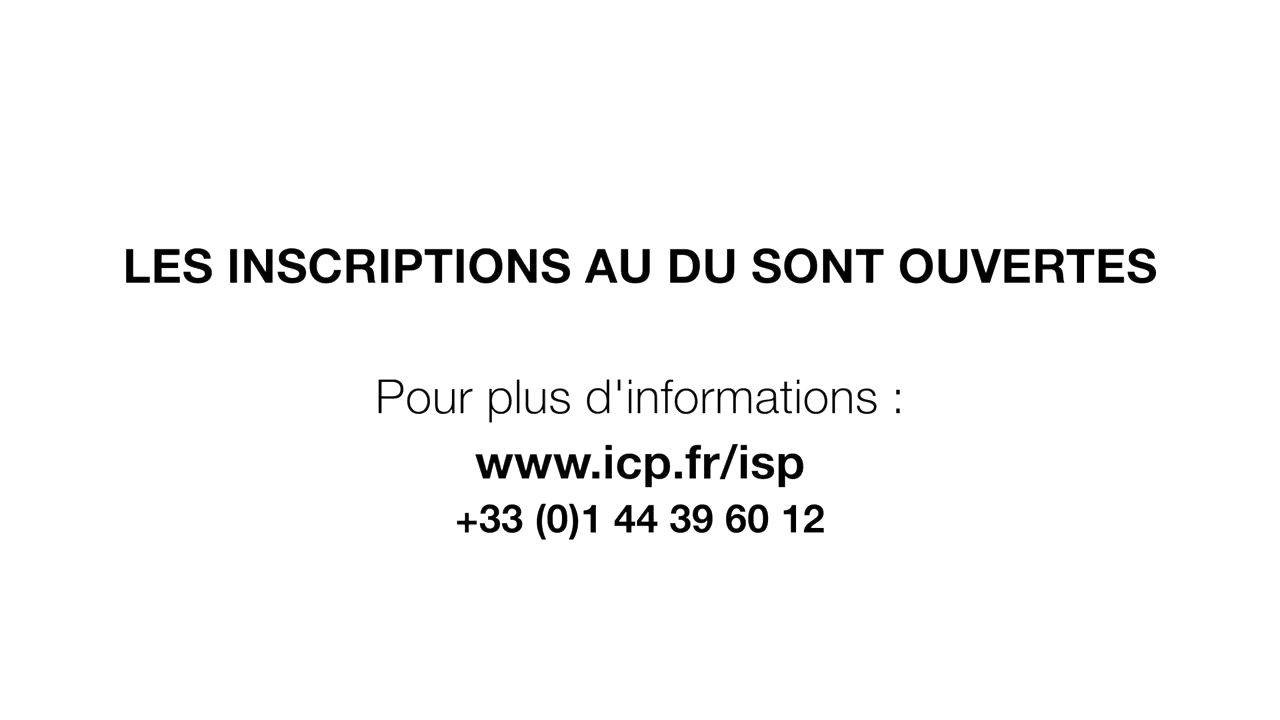 LES INSCRIPTIONS AU DU SONT OUVERTES
Pour plus d'informations :
www.icp.fr/isp
+33 (0)1 44 39 60 12